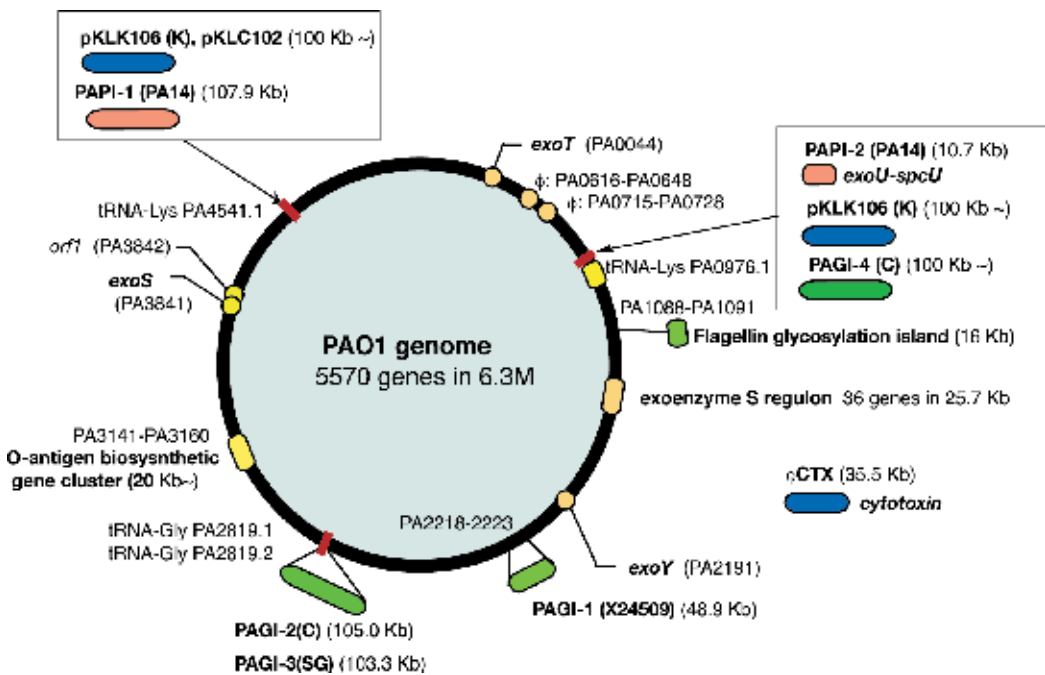 pKLK106 (K), pKLC102 (100 Kb ~)
PAPI-1 (PA14) (107.9 Kb)
exoT (PA0044)
ϕ: PA0616-PA0648
ϕ: PA0715-PA0728
PAPI-2 (PA14) (10.7 Kb)
exoU-spcU
pKLK106 (K) (100 Kb ~)
PAGI-4 (C) (100 Kb ~)
tRNA-Lys PA4541.1
orf1 (PA3842)
exoS
(PA3841)
tRNA-Lys PA0976.1
PA1088-PA1091
Flagellin glycosylation island (16 Kb)
PAO1 genome
5570 genes in 6.3M
exoenzyme S regulon 36 genes in 25.7 Kb
PA3141-PA3160
O-antigen biosysnthetic
gene cluster (20 Kb~)
φCTX (35.5 Kb)
cyfotoxin
tRNA-Gly PA2819.1
tRNA-Gly PA2819.2
PA2218-2223
exoY (PA2191)
PAGI-1 (X24509) (48.9 Kb)
PAGI-2(C) (105.0 Kb)
PAGI-3(SG) (103.3 Kb)